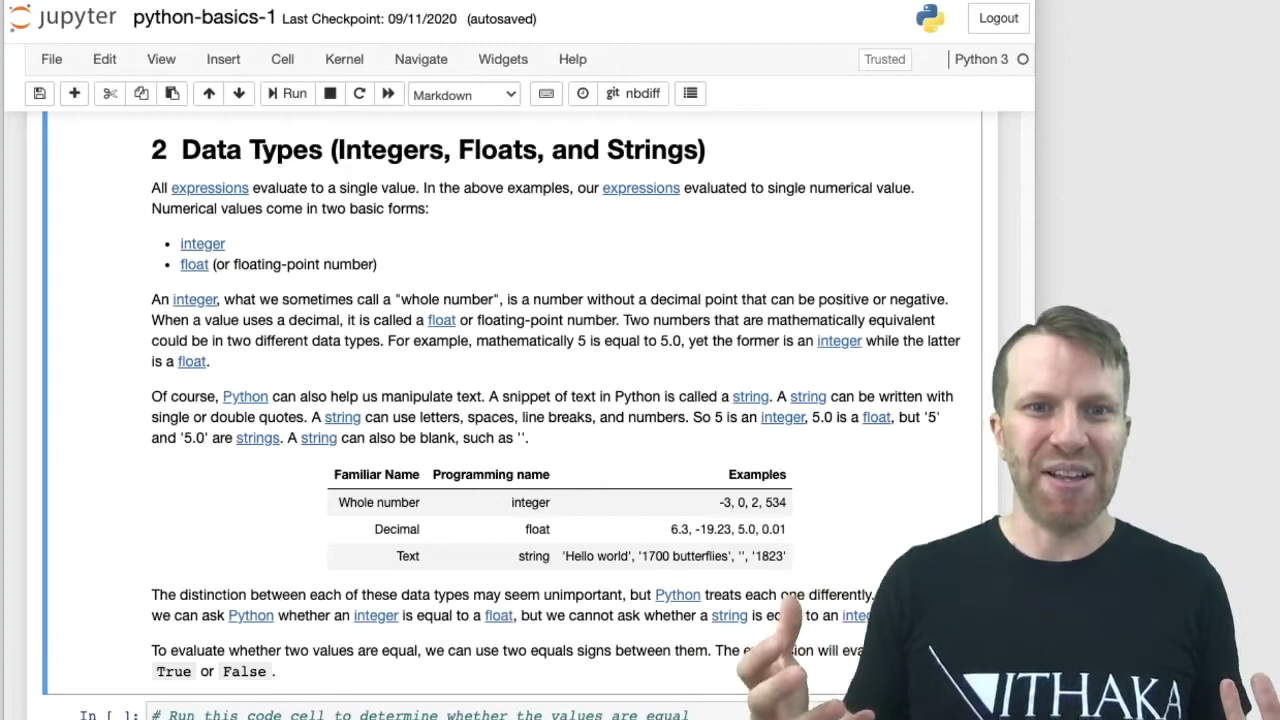 jupyter python-basics-1 Last Checkpoint: 09/11/2020 (autosaved) Logout
File Edit View Insert Cell Kernel Navigate Widgets Help Trusted Python 3
Run Markdown git nbdiff
2 Data Types (Integers, Floats, and Strings)
All expressions evaluate to a single value. In the above examples, our expressions evaluated to single numerical value.
Numerical values come in two basic forms:
• integer
• float (or floating-point number)
An integer, what we sometimes call a "whole number", is a number without a decimal point that can be positive or negative.
When a value uses a decimal, it is called a float or floating-point number. Two numbers that are mathematically equivalent
could be in two different data types. For example, mathematically 5 is equal to 5.0, yet the former is an integer while the latter
is a float.
Of course, Python can also help us manipulate text. A snippet of text in Python is called a string. A string can be written with
single or double quotes. A string can use letters, spaces, line breaks, and numbers. So 5 is an integer, 5.0 is a float, but '5'
and '5.0' are strings. A string can also be blank, such as ''.
Familiar Name Programming name Examples
Whole number integer -3, 0, 2, 534
Decimal float 6.3, -19.23, 5.0, 0.01
Text string 'Hello world', '1700 butterflies', '', '1823'
The distinction between each of these data types may seem unimportant, but Python treats each one differently.
we can ask Python whether an integer is equal to a float, but we cannot ask whether a string is to an
To evaluate whether two values are equal, we can use two equals signs between them. The
True or False.
In [ ]: # Run this code cell to determine whether the values are equal
ITHAKA